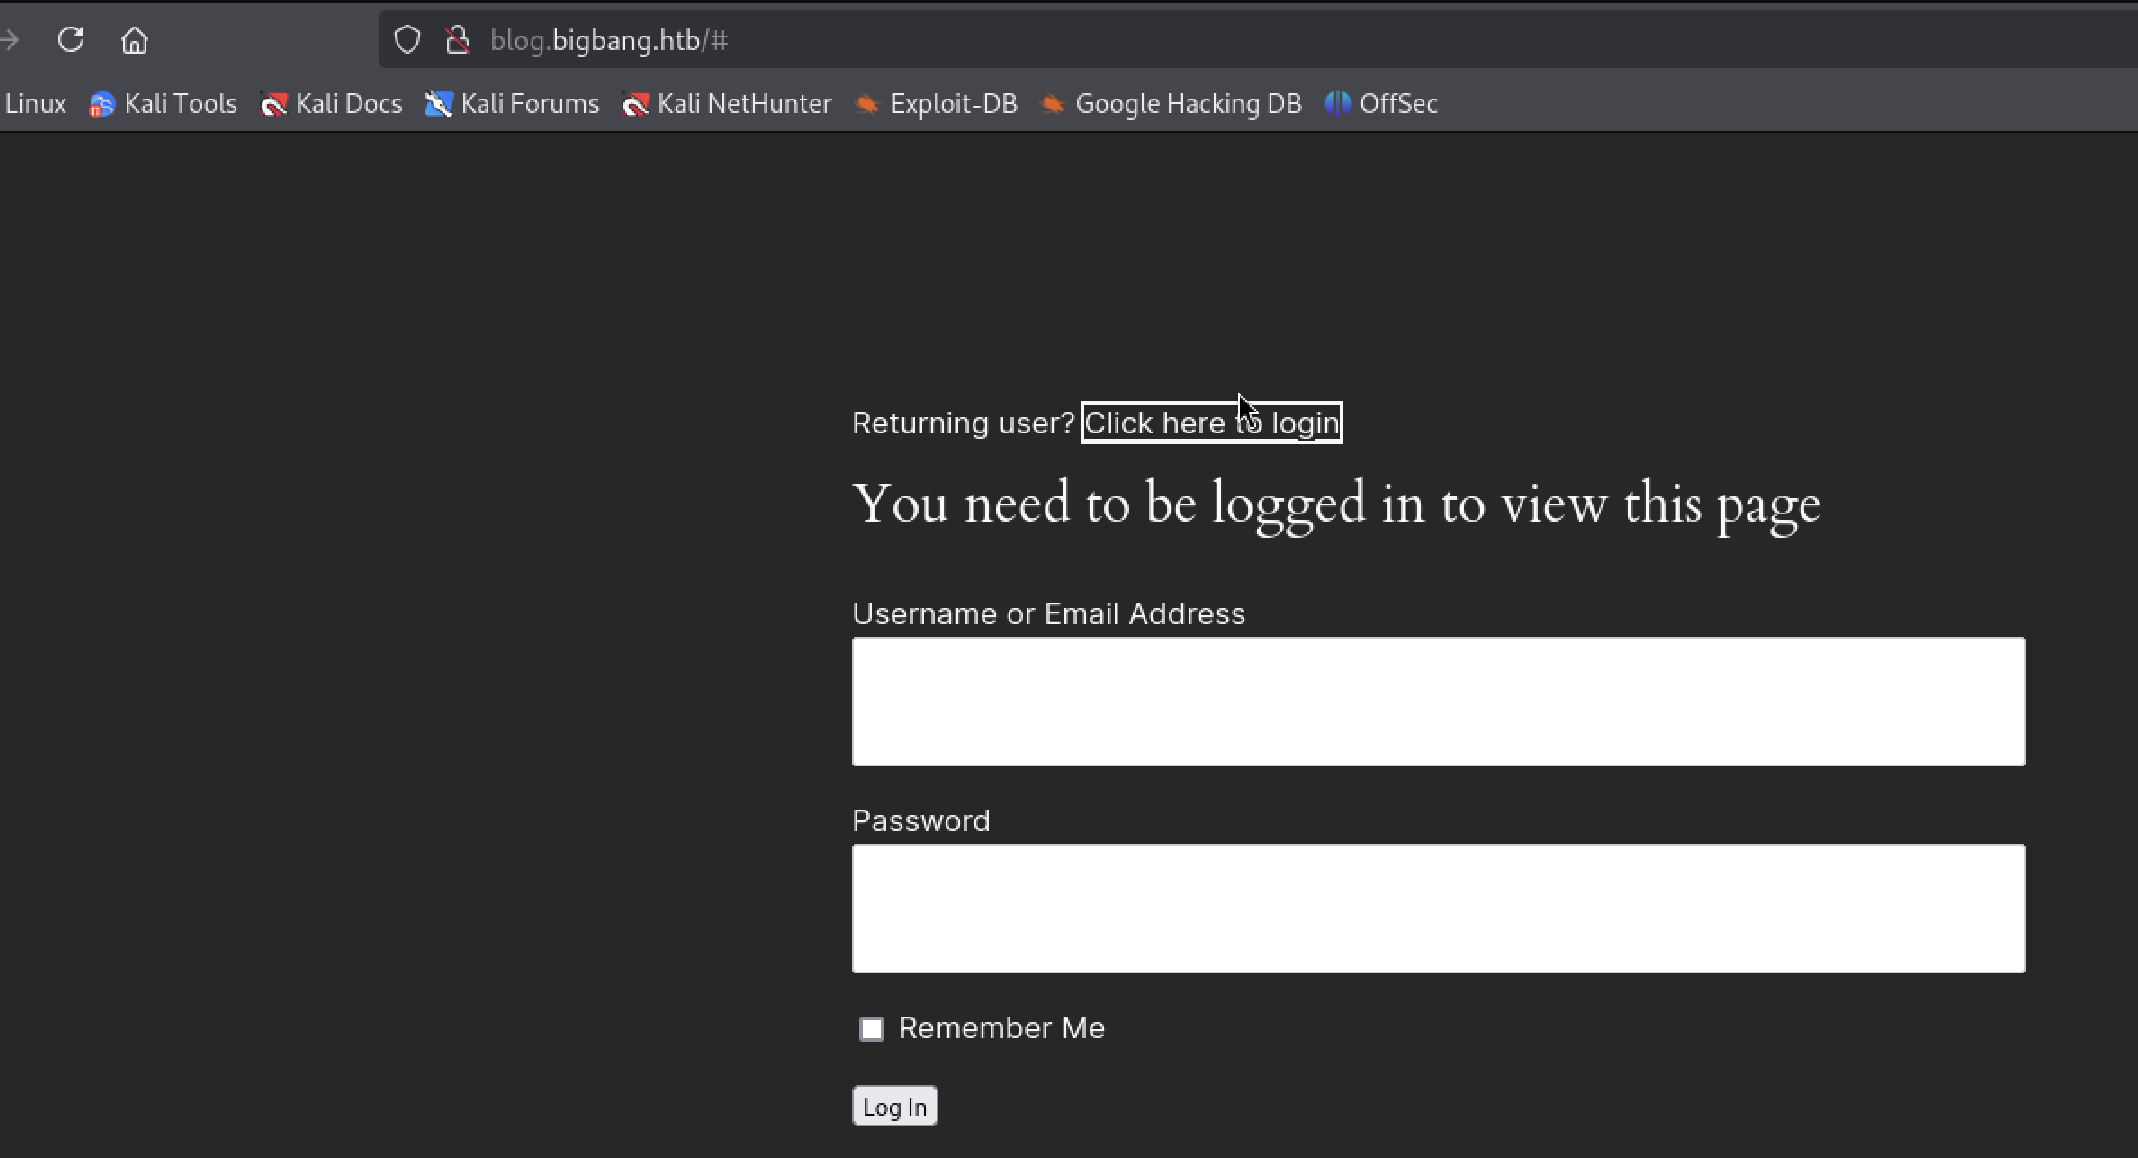 blog.bigbang.htb/#
Linux Kali Tools Kali Docs Kali Forums Kali NetHunter Exploit-DB Google Hacking DB OffSec
Returning user? Click here to login
You need to be logged in to view this page
Username or Email Address
Password
Remember Me
Log In